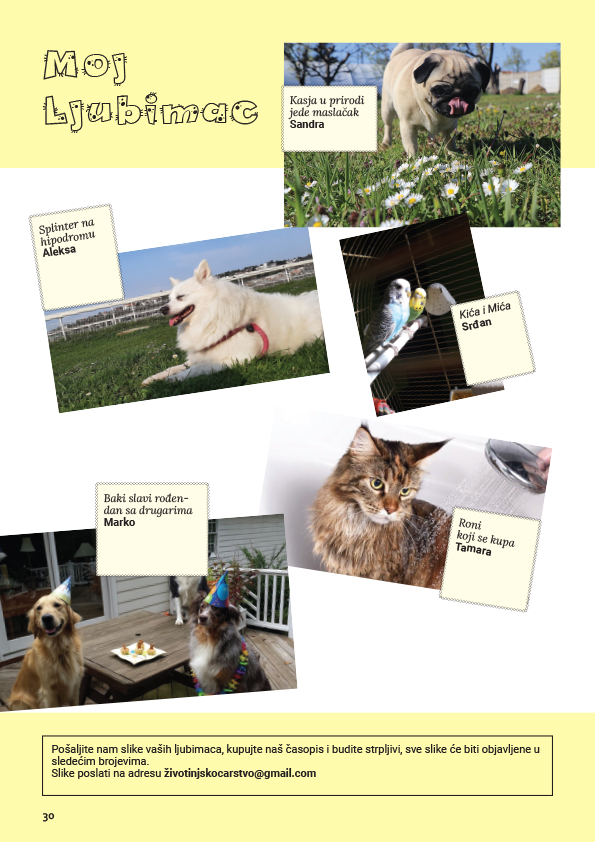 Moj
Ljubimac
Kasja u prirodi
jede maslačak
Sandra
Splinter na
hipodromu
Aleksa
Kića i Mića
Srđan
Roni
koji se kupa
Tamara
Baki slavi rođen-
dan sa drugarima
Marko
Pošaljite nam slike vaših ljubimaca, kupujte naš časopis i budite strpljivi, sve slike će biti objavljene u
sledećim brojevima.
Slike poslati na adresu životinjskocarstvo@gmail.com
30